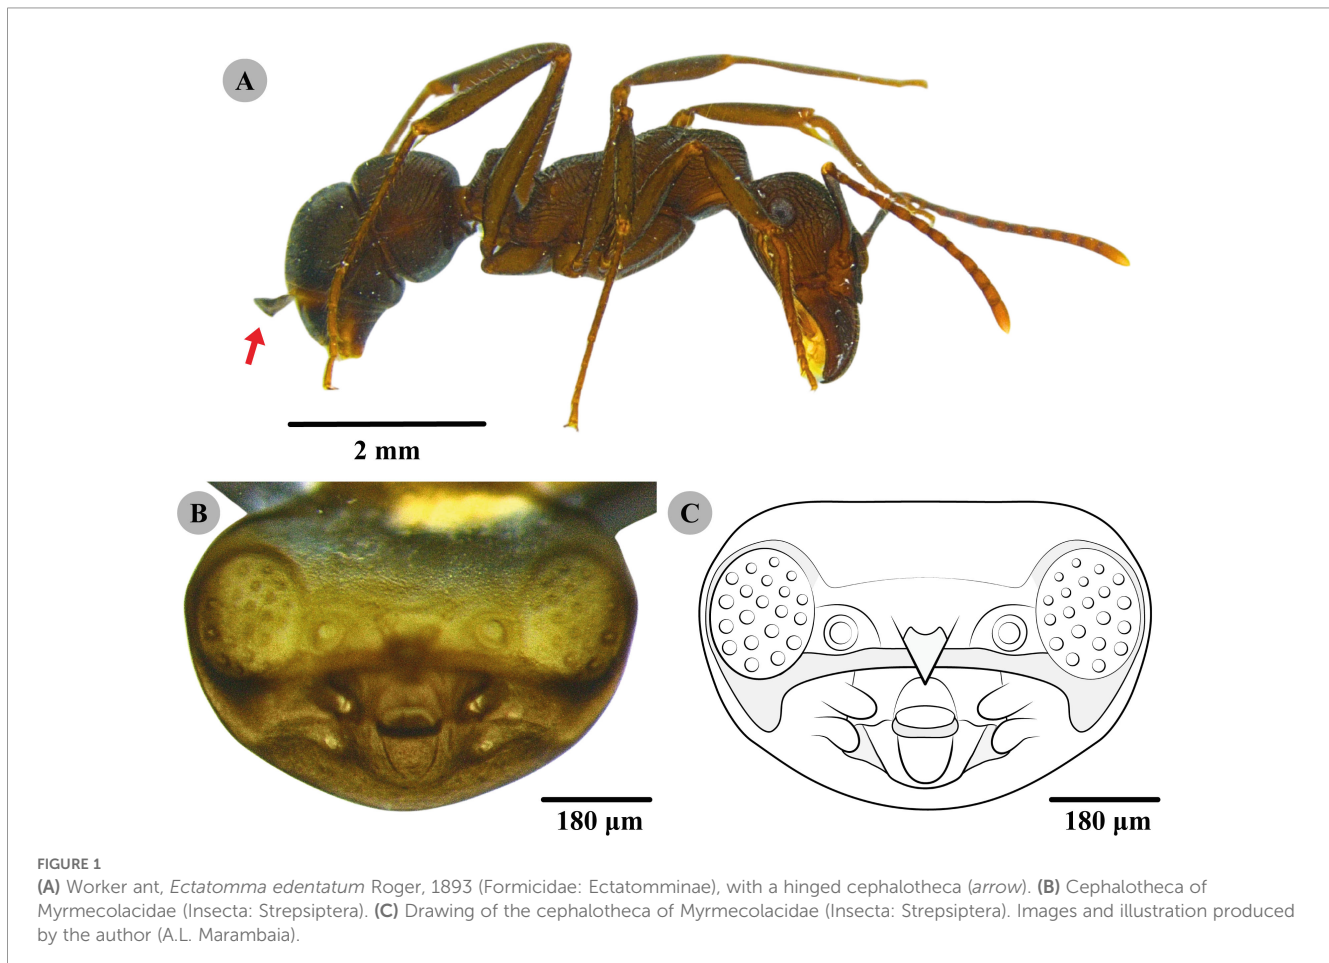 A
2 mm
B
C
180 μm
180 μm
FIGURE 1
(A) Worker ant, Ectatomma edentatum Roger, 1893 (Formicidae: Ectatomminae), with a hinged cephalotheca (arrow). (B) Cephalotheca of
Myrmecolacidae (Insecta: Strepsiptera). (C) Drawing of the cephalotheca of Myrmecolacidae (Insecta: Strepsiptera). Images and illustration produced
by the author (A.L. Marambaia).